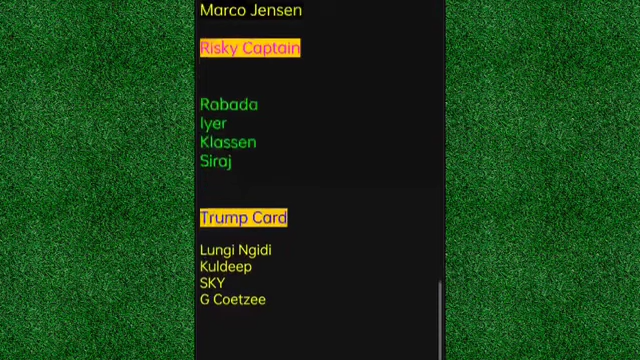 Marco Jensen
Risky Captain
Rabada
Iyer
Klassen
Siraj
Trump Card
Lungi Ngidi
Kuldeep
SKY
G Coetzee